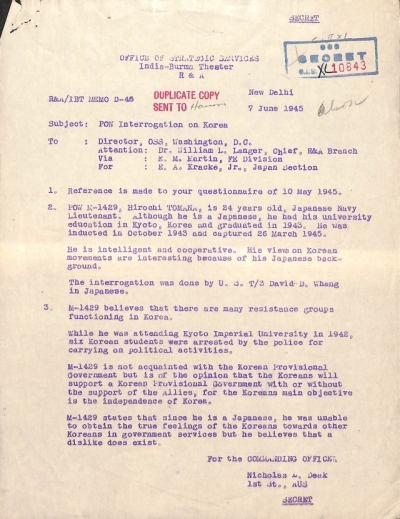 SECRET
OFFICE OF STRATEGIC SERVICES
India-Burma Theater
R & A
SECRET
10843
R&A/IBT MEMO D-46
DUPLICATE COPY
SENT TO
New Delhi
7 June 1945
Subject: POW Interrogation on Korea
To : Director, OSS, Washington, D.C.
Attention: Dr. William L. Langer, Chief, R&A Branch
Via : E. M. Martin, FE Division
For : E. A. Kracke, Jr., Japan Section
1. Reference is made to your questionnaire of 10 May 1945.
2. POW M-1429, Hirochi TOMANA, is 24 years old, Japanese Navy
Lieutenant. Although he is a Japanese, he had his university
education in Kyoto, Korea and graduated in 1943. He was
inducted in October 1943 and captured 26 March 1945.
He is intelligent and cooperative. His view on Korean
movements are interesting because of his Japanese back-
ground.
The interrogation was done by U. S. T/3 David D. Whang
in Japanese.
3. M-1429 believes that there are many resistance groups
functioning in Korea.
While he was attending Kyoto Imperial University in 1942,
six Korean students were arrested by the police for
carrying on political activities.
M-1429 is not acquainted with the Korean Provisional
Government but is of the opinion that the Koreans will
support a Korean Provisional Government with or without
the support of the Allies, for the Koreans main objective
is the independence of Korea.
M-1429 states that since he is a Japanese, he was unable
to obtain the true feelings of the Koreans towards other
Koreans in government services but he believes that a
dislike does exist.
For the COMMANDING OFFICER
Nicholas L. Deak
1st Lt., AUS
SECRET